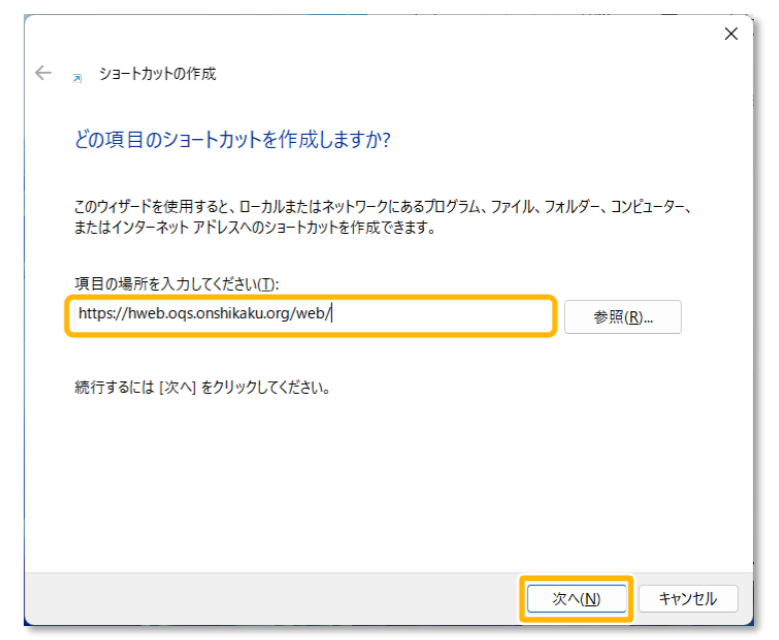 ショートカットの作成
どの項目のショートカットを作成しますか?
このウィザードを使用すると、ローカルまたはネットワークにあるプログラム、ファイル、フォルダー、コンピューター、
またはインターネット アドレスへのショートカットを作成できます。
項目の場所を入力してください(T):
https://hweb.oqs.onshikaku.org/web/
参照(R)...
続行するには [次へ] をクリックしてください。
次へ(N)
キャンセル